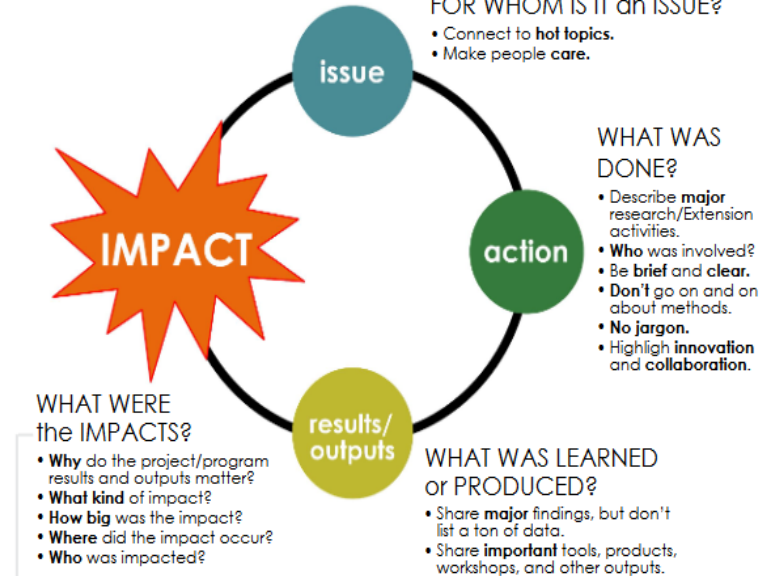 FOR WHOM IS IT an ISSUE?
• Connect to hot topics.
• Make people care.
issue
WHAT WAS
DONE?
• Describe major
research/Extension
activities.
• Who was involved?
• Be brief and clear.
• Don't go on and on
about methods.
• No jargon.
• Highligh innovation
and collaboration.
action
IMPACT
results/
outputs
WHAT WERE
the IMPACTS?
• Why do the project/program
results and outputs matter?
• What kind of impact?
• How big was the impact?
• Where did the impact occur?
• Who was impacted?
WHAT WAS LEARNED
or PRODUCED?
• Share major findings, but don't
list a ton of data.
• Share important tools, products,
workshops, and other outputs.